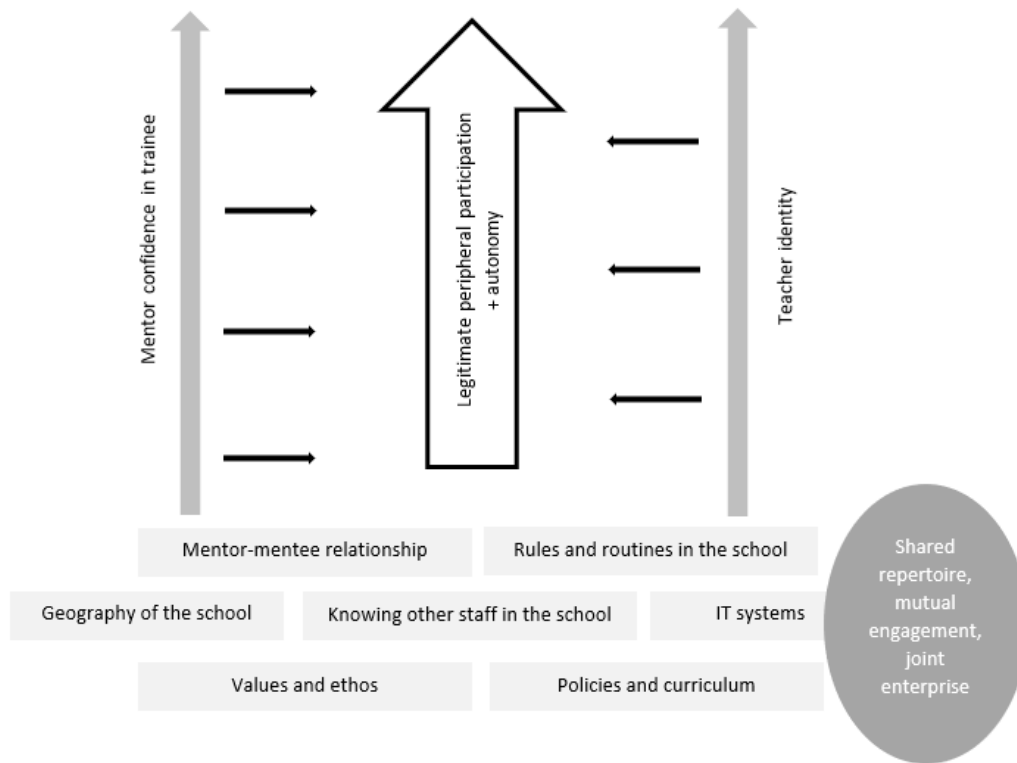 Mentor confidence in trainee
Legitimate peripheral participation
+ autonomy
Teacher identity
Mentor-mentee relationship
Rules and routines in the school
Geography of the school
Knowing other staff in the school
IT systems
Values and ethos
Policies and curriculum
Shared
repertoire,
mutual
engagement,
joint
enterprise